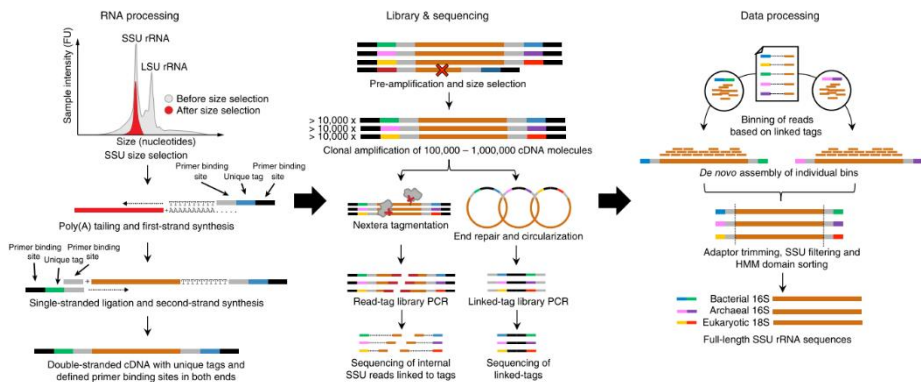 RNA processing
Sample intensity (FU)
SSU rRNA
LSU rRNA
Before size selection
After size selection
Size (nucleotides)
SSU size selection
Primer binding
site
Unique tag
Primer binding
site
Poly(A) tailing and first-strand synthesis
Primer binding
site
Unique tag
Primer binding
site
Single-stranded ligation and second-strand synthesis
Double-stranded cDNA with unique tags and
defined primer binding sites in both ends
Library & sequencing
Pre-amplification and size selection
> 10,000 x
> 10,000 x
> 10,000 x
Clonal amplification of 100,000 – 1,000,000 cDNA molecules
Nextera tagmentation
End repair and circularization
Read-tag library PCR
Linked-tag library PCR
Sequencing of internal
SSU reads linked to tags
Sequencing of
linked-tags
Data processing
Binning of reads
based on linked tags
De novo assembly of individual bins
Adaptor trimming, SSU filtering and
HMM domain sorting
Bacterial 16S
Archaeal 16S
Eukaryotic 18S
Full-length SSU rRNA sequences